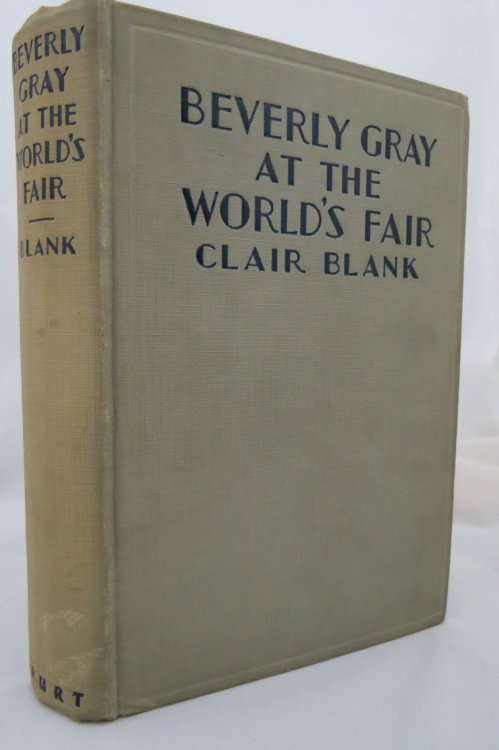 BEVERLY
GRAY
AT THE
WORLD'S
FAIR
BLANK
BURT
BEVERLY GRAY
AT THE
WORLD'S FAIR
CLAIR BLANK